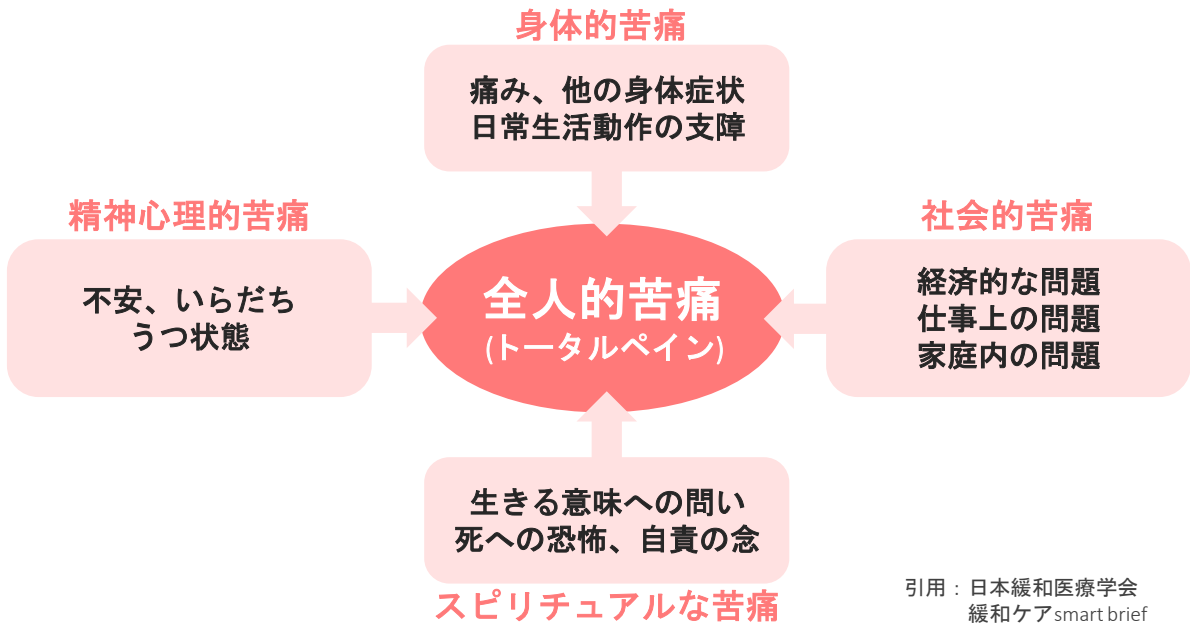 身体的苦痛
痛み、他の身体症状
日常生活動作の支障
精神心理的苦痛
不安、いらだち
うつ状態
社会的苦痛
経済的な問題
仕事上の問題
家庭内の問題
全人的苦痛
(トータルペイン)
生きる意味への問い
死への恐怖、自責の念
スピリチュアルな苦痛
引用：日本緩和医療学会
緩和ケアsmart brief